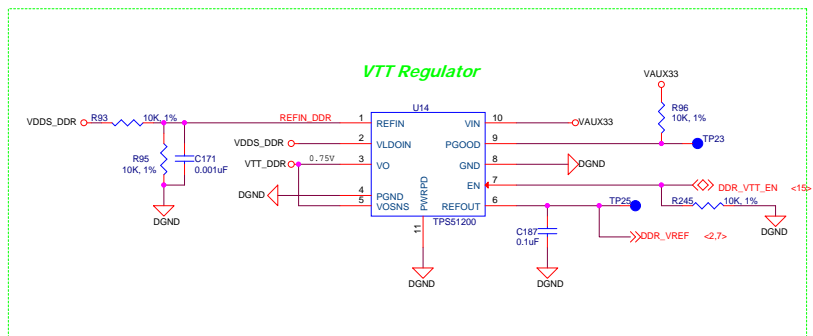 VTT Regulator
VAUX33
U14
VDDS_DDR R93 10K, 1% REFIN_DDR 1 REFIN VIN 10 VAUX33
R96
10K, 1%
VDDS_DDR 2 VLDOIN PGOOD 9 TP23
R95
10K, 1%
C171
0.001uF
VTT_DDR 0.75V 3 VO GND 8 DGND
EN 7 DDR_VTT_EN <15>
DGND 4 PGND
5 VOSNS PWRPD REFOUT 6 TP25 R245 10K, 1%
TPS51200
11
DGND
C187
0.1uF
DDR_VREF <2,7>
DGND
DGND
DGND